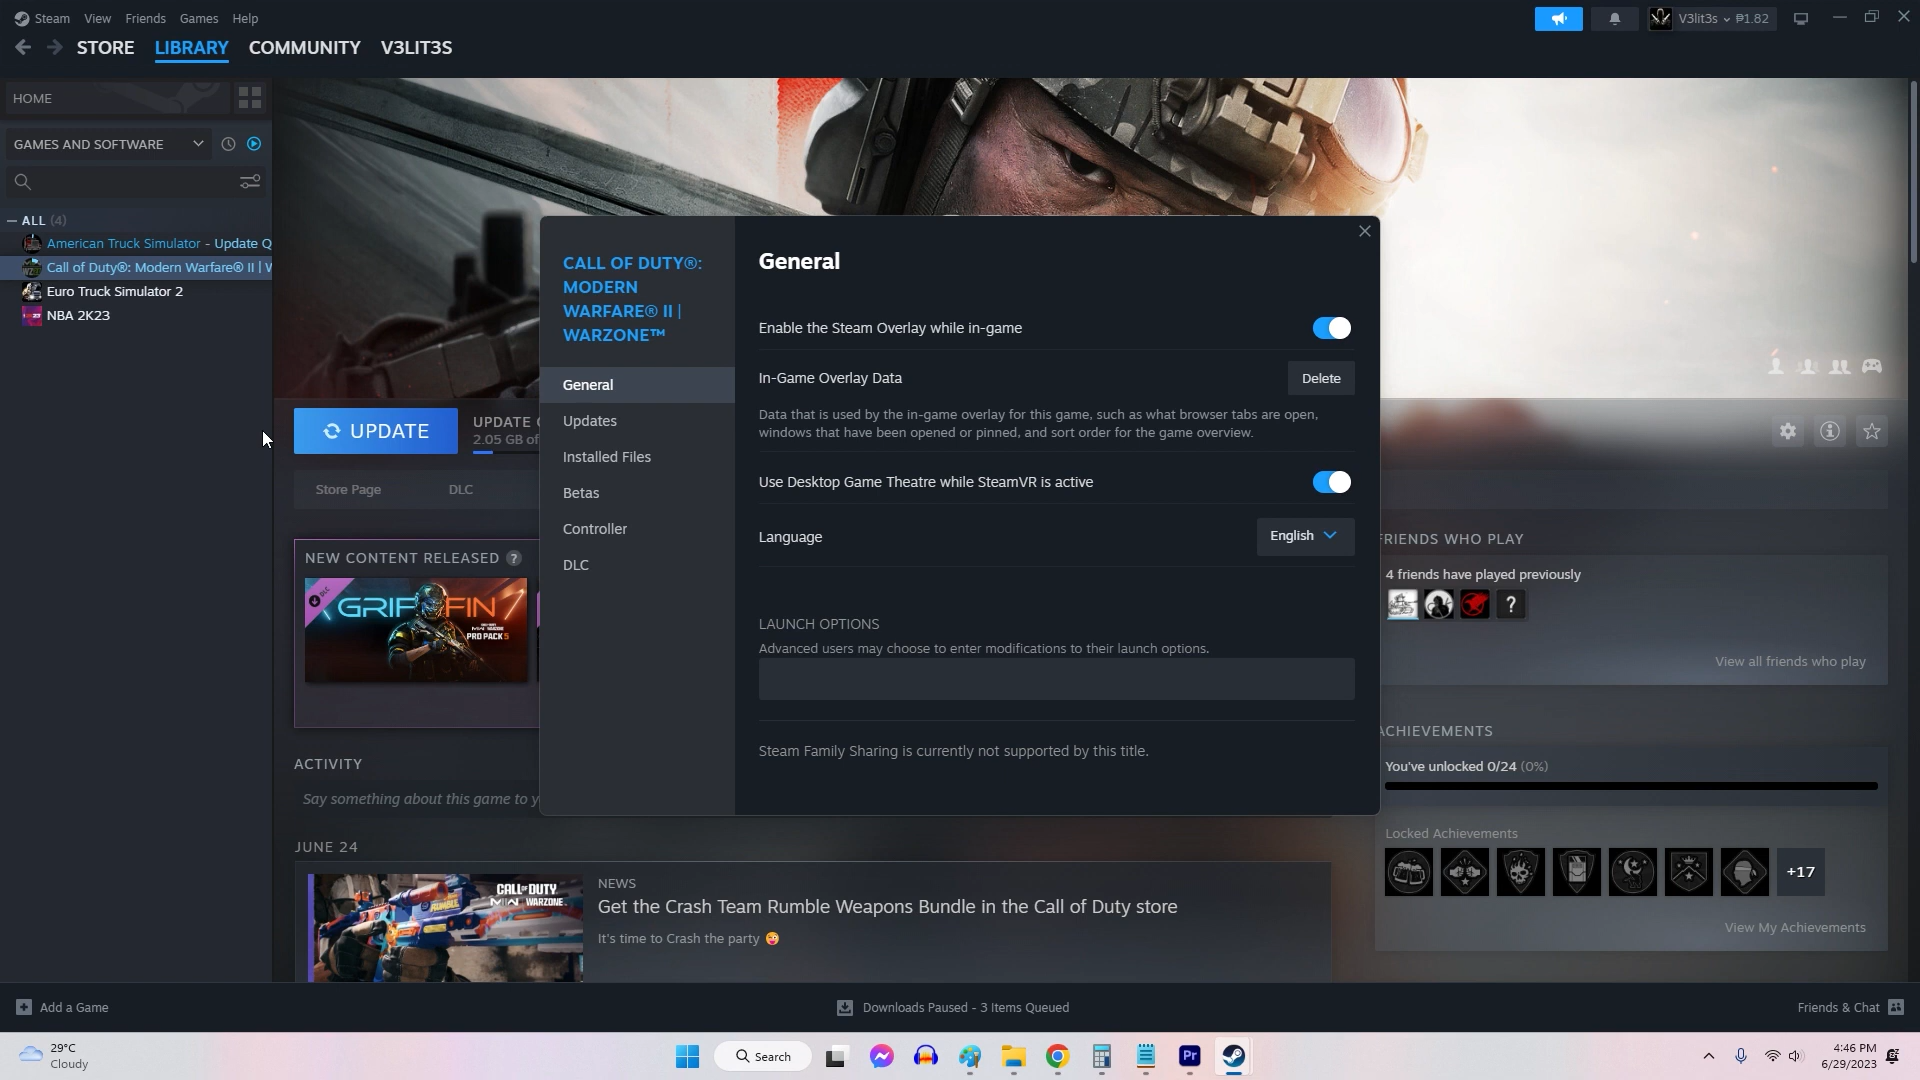 Steam View Friends Games Help
V3lit3s ₱1.82
STORE LIBRARY COMMUNITY V3LIT3S
HOME
GAMES AND SOFTWARE
ALL (4)
American Truck Simulator - Update Q
Call of Duty®: Modern Warfare® II | W
Euro Truck Simulator 2
NBA 2K23
UPDATE
UPDATE
2.05 GB of
Store Page DLC
NEW CONTENT RELEASED ?
DLC
GRIFFIN
PRO PACK 5
ACTIVITY
Say something about this game to y
JUNE 24
CALL OF DUTY
WARZONE
NEWS
Get the Crash Team Rumble Weapons Bundle in the Call of Duty store
It's time to Crash the party 😜
CALL OF DUTY®:
MODERN
WARFARE® II |
WARZONE™
General
Updates
Installed Files
Betas
Controller
DLC
General
Enable the Steam Overlay while in-game
In-Game Overlay Data
Delete
Data that is used by the in-game overlay for this game, such as what browser tabs are open,
windows that have been opened or pinned, and sort order for the game overview.
Use Desktop Game Theatre while SteamVR is active
Language
English
LAUNCH OPTIONS
Advanced users may choose to enter modifications to their launch options.
Steam Family Sharing is currently not supported by this title.
FRIENDS WHO PLAY
4 friends have played previously
?
View all friends who play
ACHIEVEMENTS
You've unlocked 0/24 (0%)
Locked Achievements
+17
View My Achievements
Add a Game
Downloads Paused - 3 Items Queued
Friends & Chat
29°C
Cloudy
Search
Pr
4:46 PM
6/29/2023